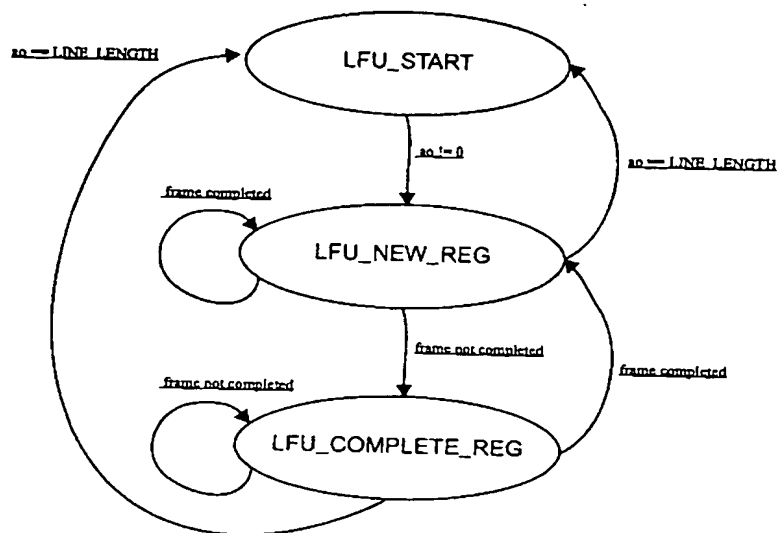 ao == LINE_LENGTH
LFU_START
ao != 0
ao == LINE_LENGTH
frame completed
LFU_NEW_REG
frame not completed
frame completed
frame not completed
LFU_COMPLETE_REG